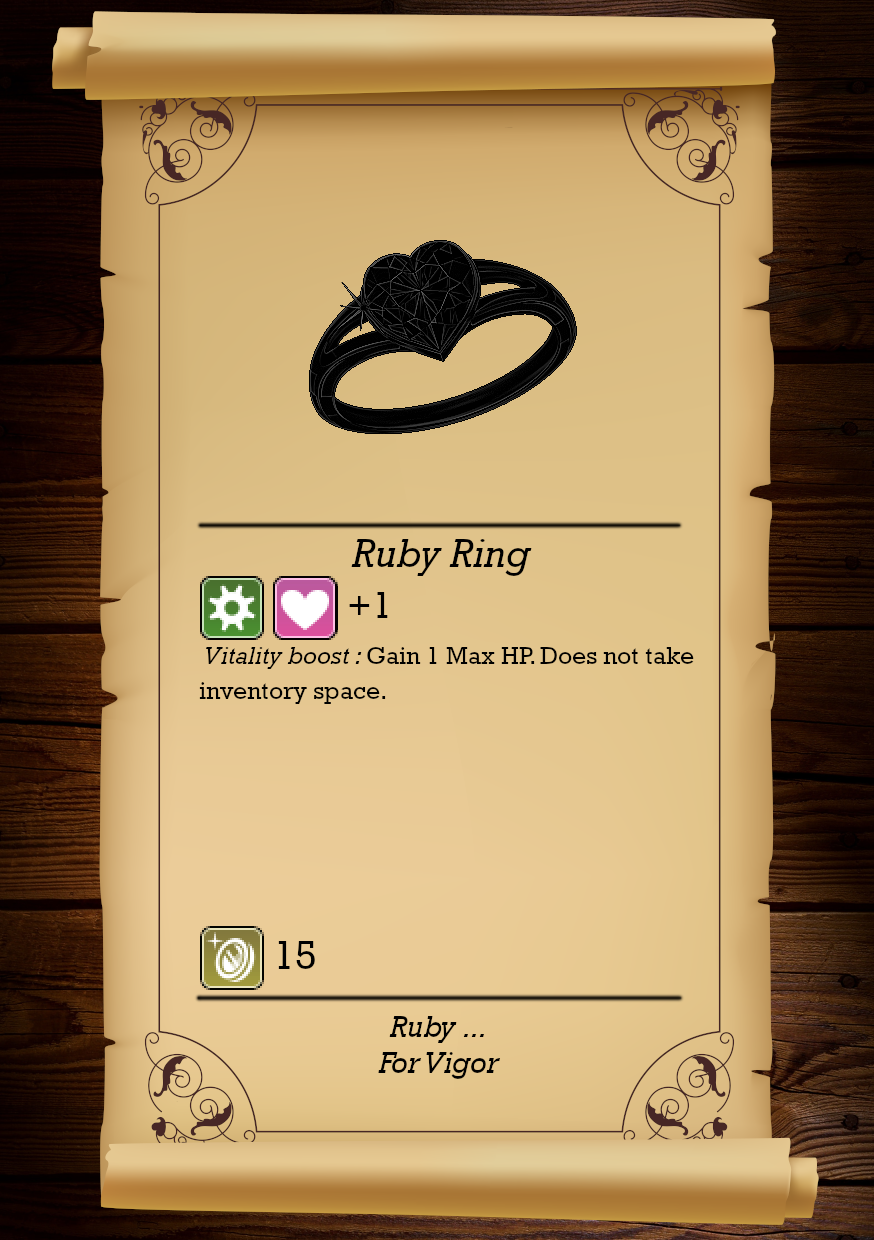 Ruby Ring
+1
Vitality boost : Gain 1 Max HP. Does not take
inventory space.
15
Ruby ...
For Vigor